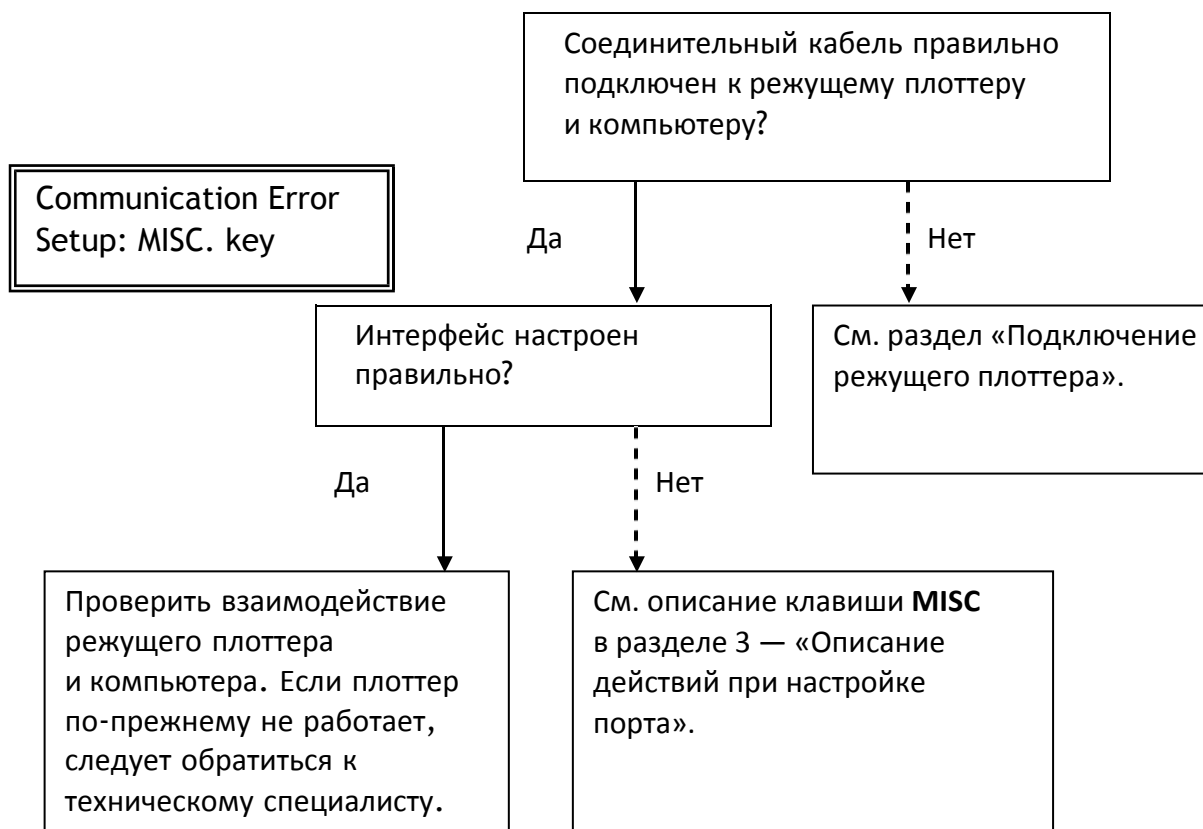 Соединительный кабель правильно
подключен к режущему плоттеру
и компьютеру?
Communication Error
Setup: MISC. key
Да
Нет
Интерфейс настроен
правильно?
См. раздел «Подключение
режущего плоттера».
Да
Нет
Проверить взаимодействие
режущего плоттера
и компьютера. Если плоттер
по-прежнему не работает,
следует обратиться к
техническому специалисту.
См. описание клавиши MISC
в разделе 3 — «Описание
действий при настройке
порта».